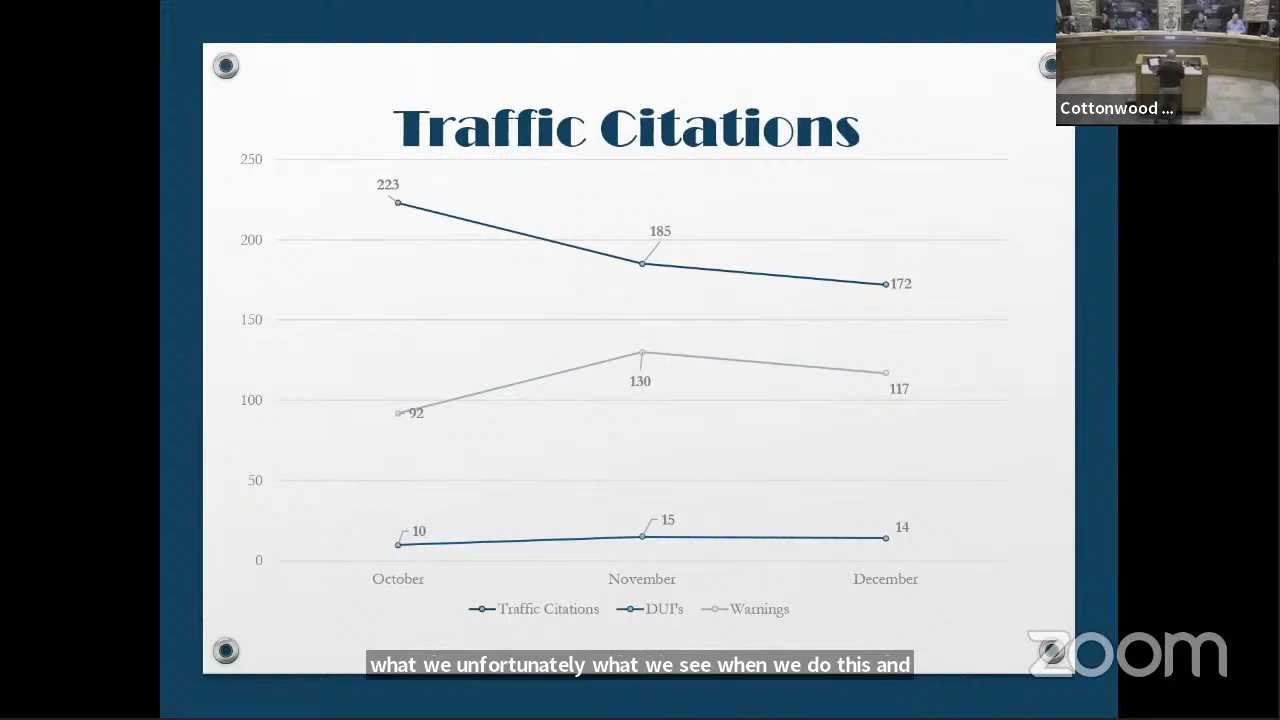 Cottonwood ...
Traffic Citations
250
223
200
185
172
150
130
117
100
92
50
10
15
14
0
October November December
Traffic Citations DUI's Warnings
what we unfortunately what we see when we do this and
zoom